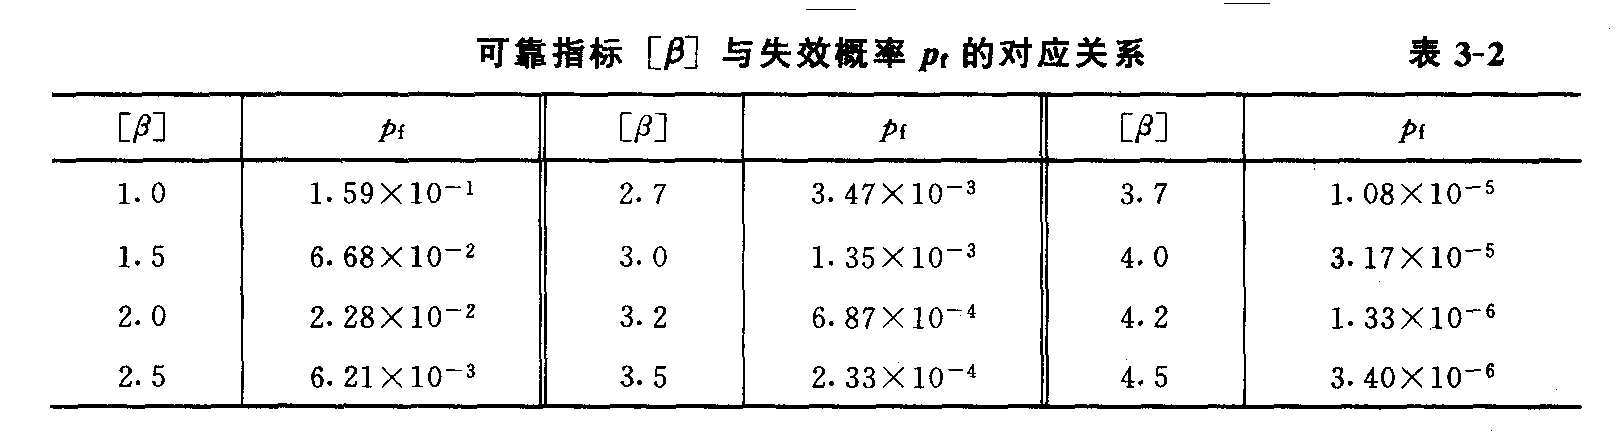 可靠指标 [β] 与失效概率 pf 的对应关系 表 3-2
[β] pf [β] pf [β] pf
1.0 1.59×10⁻¹ 2.7 3.47×10⁻³ 3.7 1.08×10⁻⁵
1.5 6.68×10⁻² 3.0 1.35×10⁻³ 4.0 3.17×10⁻⁵
2.0 2.28×10⁻² 3.2 6.87×10⁻⁴ 4.2 1.33×10⁻⁶
2.5 6.21×10⁻³ 3.5 2.33×10⁻⁴ 4.5 3.40×10⁻⁶